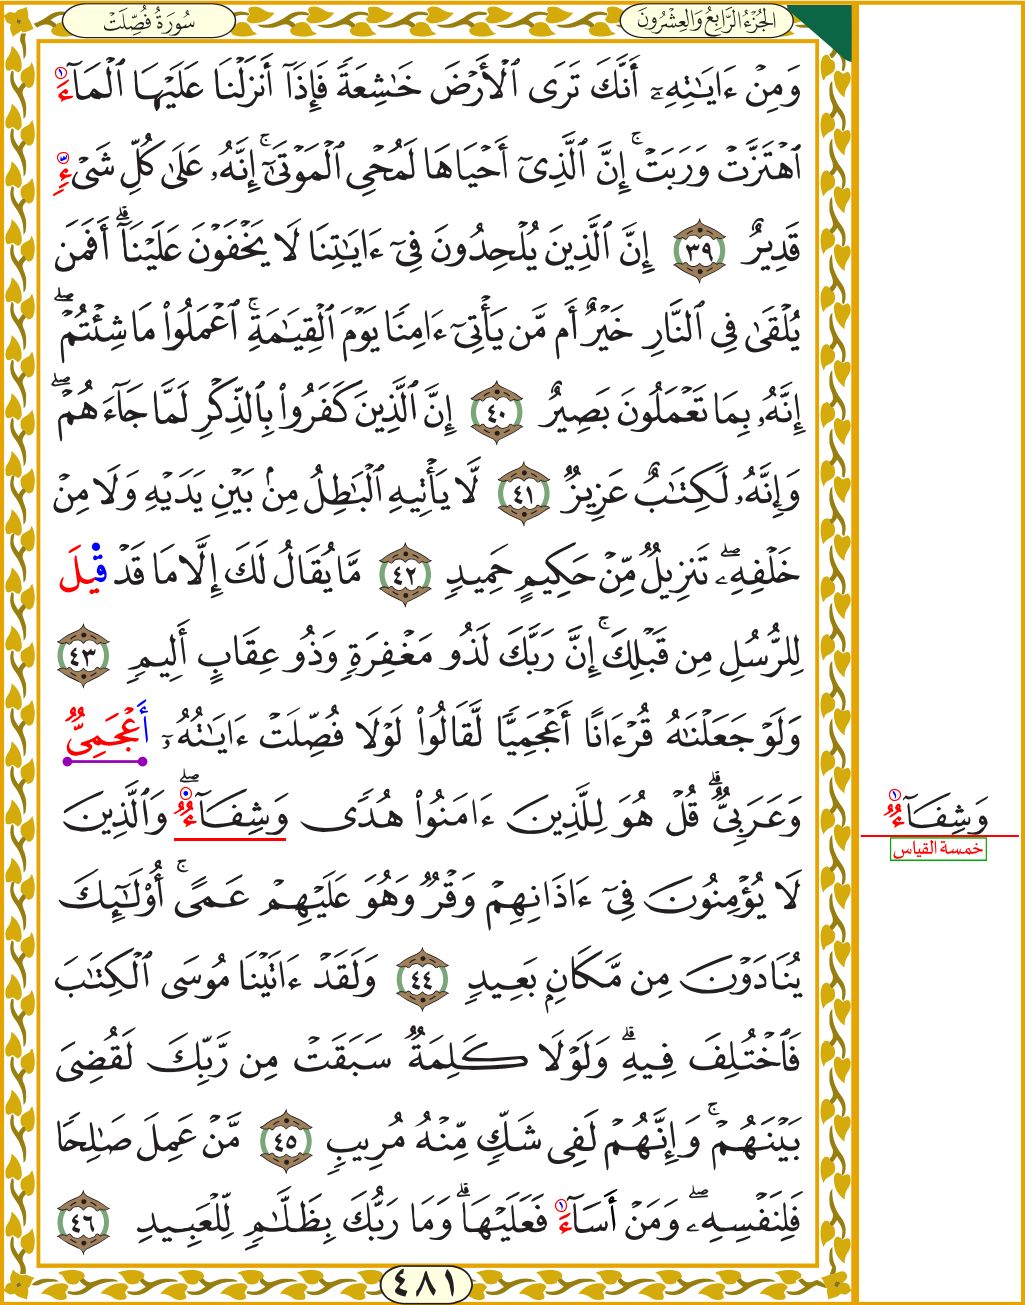 الجُزْءُ الرَّابِعُ وَالعِشْرُونَ
سُورَةُ فُصِّلَتْ
وَمِنْ ءَايَٰتِهِۦٓ أَنَّكَ تَرَى ٱلْأَرْضَ خَٰشِعَةً فَإِذَآ أَنزَلْنَا عَلَيْهَا ٱلْمَآءَ ١
ٱهْتَزَّتْ وَرَبَتْۚ إِنَّ ٱلَّذِىٓ أَحْيَاهَا لَمُحْىِ ٱلْمَوْتَىٰٓۚ إِنَّهُۥ عَلَىٰ كُلِّ شَىْءٍ
قَدِيرٌ ٣٩ إِنَّ ٱلَّذِينَ يُلْحِدُونَ فِىٓ ءَايَٰتِنَا لَا يَخْفَوْنَ عَلَيْنَآۗ أَفَمَن
يُلْقَىٰ فِى ٱلنَّارِ خَيْرٌ أَم مَّن يَأْتِىٓ ءَامِنًا يَوْمَ ٱلْقِيَٰمَةِۚ ٱعْمَلُوا۟ مَا شِئْتُمْۖ
إِنَّهُۥ بِمَا تَعْمَلُونَ بَصِيرٌ ٤٠ إِنَّ ٱلَّذِينَ كَفَرُوا۟ بِٱلذِّكْرِ لَمَّا جَآءَهُمْۖ
وَإِنَّهُۥ لَكِتَٰبٌ عَزِيزٌ ٤١ لَّا يَأْتِيهِ ٱلْبَٰطِلُ مِنۢ بَيْنِ يَدَيْهِ وَلَا مِنْ
خَلْفِهِۦۖ تَنزِيلٌ مِّنْ حَكِيمٍ حَمِيدٍ ٤٢ مَّا يُقَالُ لَكَ إِلَّا مَا قَدْ قِيلَ
لِلرُّسُلِ مِن قَبْلِكَۚ إِنَّ رَبَّكَ لَذُو مَغْفِرَةٍ وَذُو عِقَابٍ أَلِيمٍ ٤٣
وَلَوْ جَعَلْنَٰهُ قُرْءَانًا أَعْجَمِيًّا لَّقَالُوا۟ لَوْلَا فُصِّلَتْ ءَايَٰتُهُۥٓ أَعْجَمِىٌّ
وَعَرَبِىٌّۗ قُلْ هُوَ لِلَّذِينَ ءَامَنُوا۟ هُدًى وَشِفَآءٌۖ وَٱلَّذِينَ
لَا يُؤْمِنُونَ فِىٓ ءَاذَانِهِمْ وَقْرٌ وَهُوَ عَلَيْهِمْ عَمًىۚ أُو۟لَٰٓئِكَ
يُنَادَوْنَ مِن مَّكَانٍۭ بَعِيدٍ ٤٤ وَلَقَدْ ءَاتَيْنَا مُوسَى ٱلْكِتَٰبَ
فَٱخْتُلِفَ فِيهِۗ وَلَوْلَا كَلِمَةٌ سَبَقَتْ مِن رَّبِّكَ لَقُضِىَ
بَيْنَهُمْۚ وَإِنَّهُمْ لَفِى شَكٍّ مِّنْهُ مُرِيبٍ ٤٥ مَّنْ عَمِلَ صَٰلِحًا
فَلِنَفْسِهِۦۖ وَمَنْ أَسَآءَ ١ فَعَلَيْهَاۗ وَمَا رَبُّكَ بِظَلَّٰمٍ لِّلْعَبِيدِ ٤٦
٤٨١
وَشِفَآءٌ ١
خمسة القياس